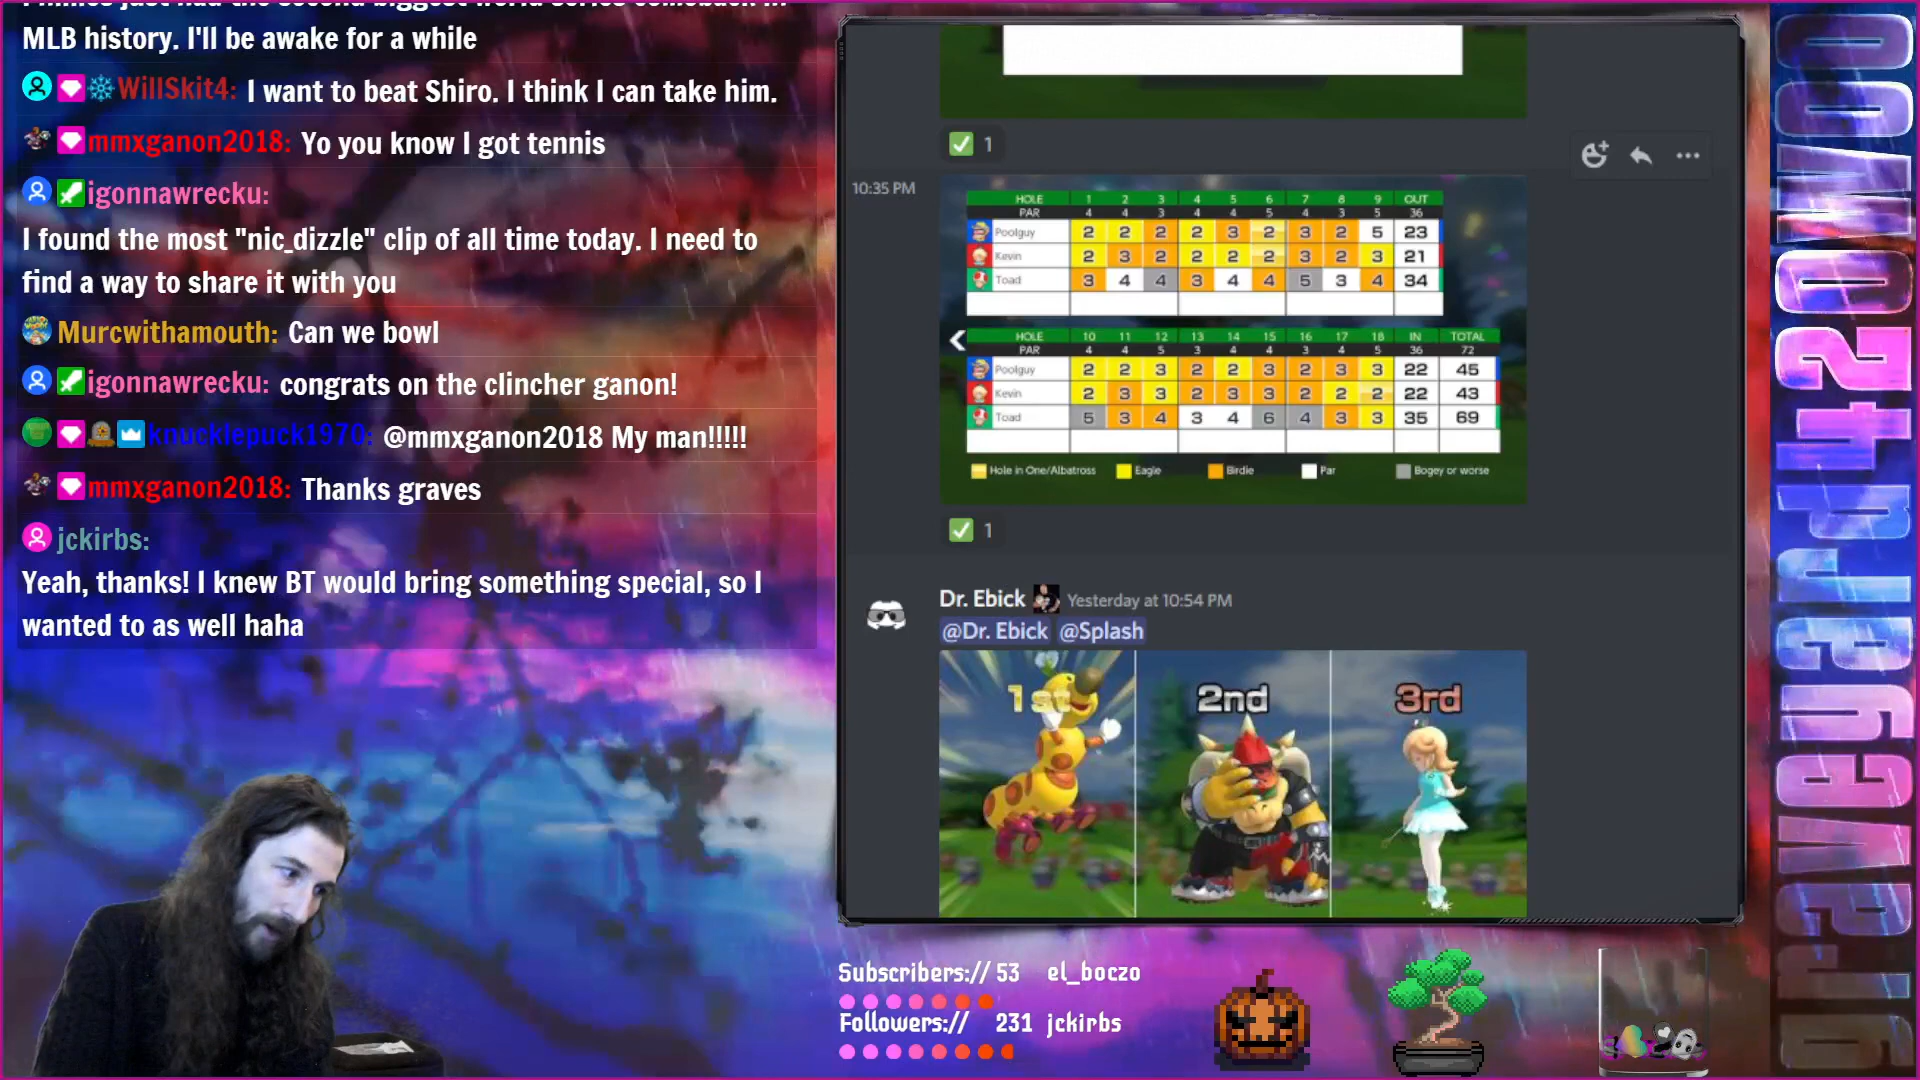 MLB history. I'll be awake for a while
WillSkit4: I want to beat Shiro. I think I can take him.
mmxganon2018: Yo you know I got tennis
igonnawrecku:
I found the most "nic_dizzle" clip of all time today. I need to
find a way to share it with you
Murcwithamouth: Can we bowl
igonnawrecku: congrats on the clincher ganon!
knucklepuck1970: @mmxganon2018 My man!!!!!
mmxganon2018: Thanks graves
jckirbs:
Yeah, thanks! I knew BT would bring something special, so I
wanted to as well haha
✅ 1
10:35 PM
HOLE 1 2 3 4 5 6 7 8 9 OUT
PAR 4 4 3 4 4 5 4 3 5 36
Poolguy 2 2 2 2 3 2 3 2 5 23
Kevin 2 3 2 2 2 2 3 2 3 21
Toad 3 4 4 3 4 4 5 3 4 34
HOLE 10 11 12 13 14 15 16 17 18 IN TOTAL
PAR 4 4 5 3 4 4 3 4 5 36 72
Poolguy 2 2 3 2 2 3 2 3 3 22 45
Kevin 2 3 3 2 3 3 2 2 2 22 43
Toad 5 3 4 3 4 6 4 3 3 35 69
Hole in One/Albatross Eagle Birdie Par Bogey or worse
✅ 1
Dr. Ebick Yesterday at 10:54 PM
@Dr. Ebick @Splash
1st 2nd 3rd
Subscribers:// 53 el_boczo
Followers:// 231 jckirbs